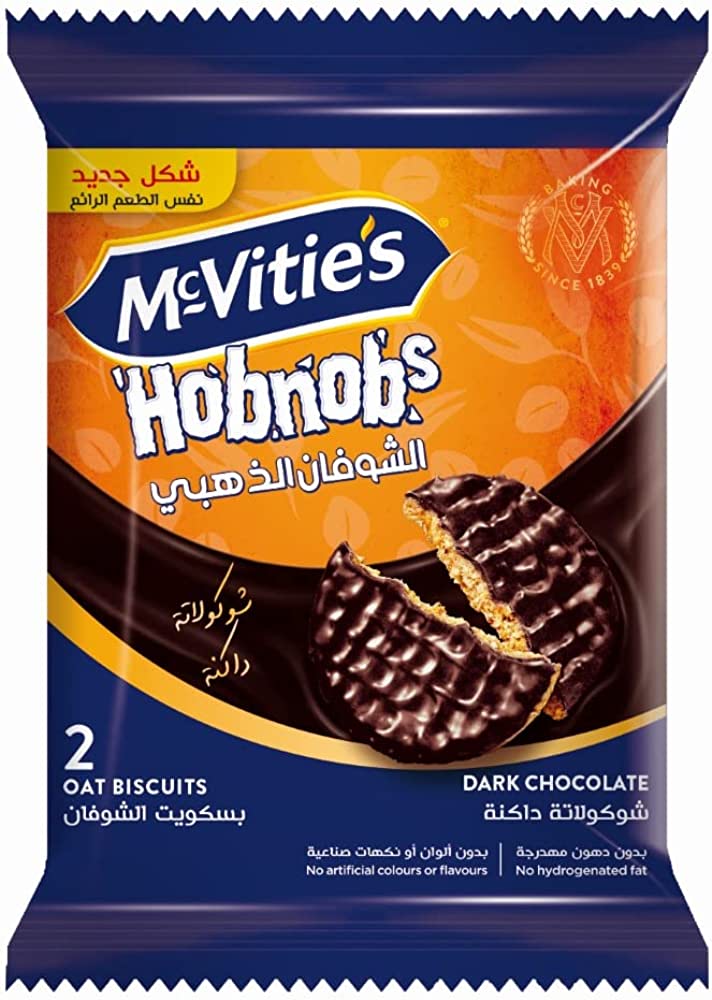 شكل جديد
نفس الطعم الرائع
BAKING
MCV
SINCE 1839
McVitie's®
Hobnobs
الشوفان الذهبي
شوكولاتة
داكنة
2
OAT BISCUITS
بسكويت الشوفان
DARK CHOCOLATE
شوكولاتة داكنة
بدون ألوان أو نكهات صناعية
No artificial colours or flavours
بدون دهون مهدرجة
No hydrogenated fat